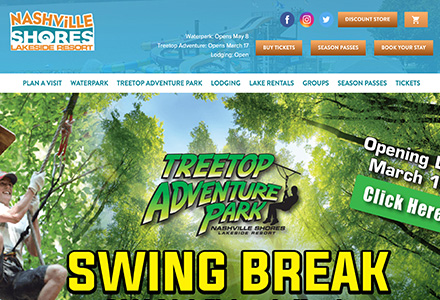 NASHVILLE
SHORES
LAKESIDE RESORT
DISCOUNT STORE
Waterpark: Opens May 8
Treetop Adventure: Opens March 17
Lodging: Open
BUY TICKETS
SEASON PASSES
BOOK YOUR STAY
PLAN A VISIT WATERPARK TREETOP ADVENTURE PARK LODGING LAKE RENTALS GROUPS SEASON PASSES TICKETS
Opening
March 1
Click Here
TREETOP
ADVENTURE
PARK
NASHVILLE SHORES
LAKESIDE RESORT
SWING BREAK